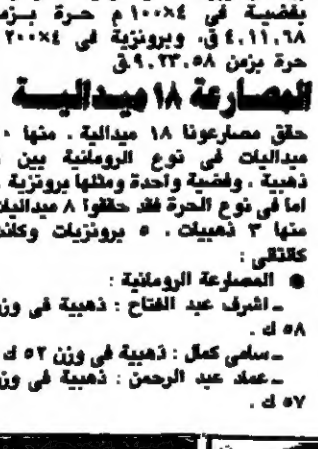 بفضية في ٤×١٠٠ م حرة بزمن
٤,١١,٦٨ ق، وبرونزية في ٤×٢٠٠
حرة بزمن ٩,٢٣,٥٨ ق
المصارعة ١٨ ميدالية
حقق مصارعونا ١٨ ميدالية ، منها ٠
ميداليات في نوع الرومانية بين
ذهبية ، وفضية واحدة ومثلها برونزية ،
اما في نوع الحرة فقد حققوا ٨ ميداليات
منها ٣ ذهبيات ، ٥ برونزيات وكانت
كالتالي :
● المصارعة الرومانية :
ـ اشرف عبد الفتاح : ذهبية في وزن
٥٨ ك .
ـ سامي كمال : ذهبية في وزن ٥٢ ك
ـ عماد عبد الرحمن : ذهبية في وزن
٥٧ ك .